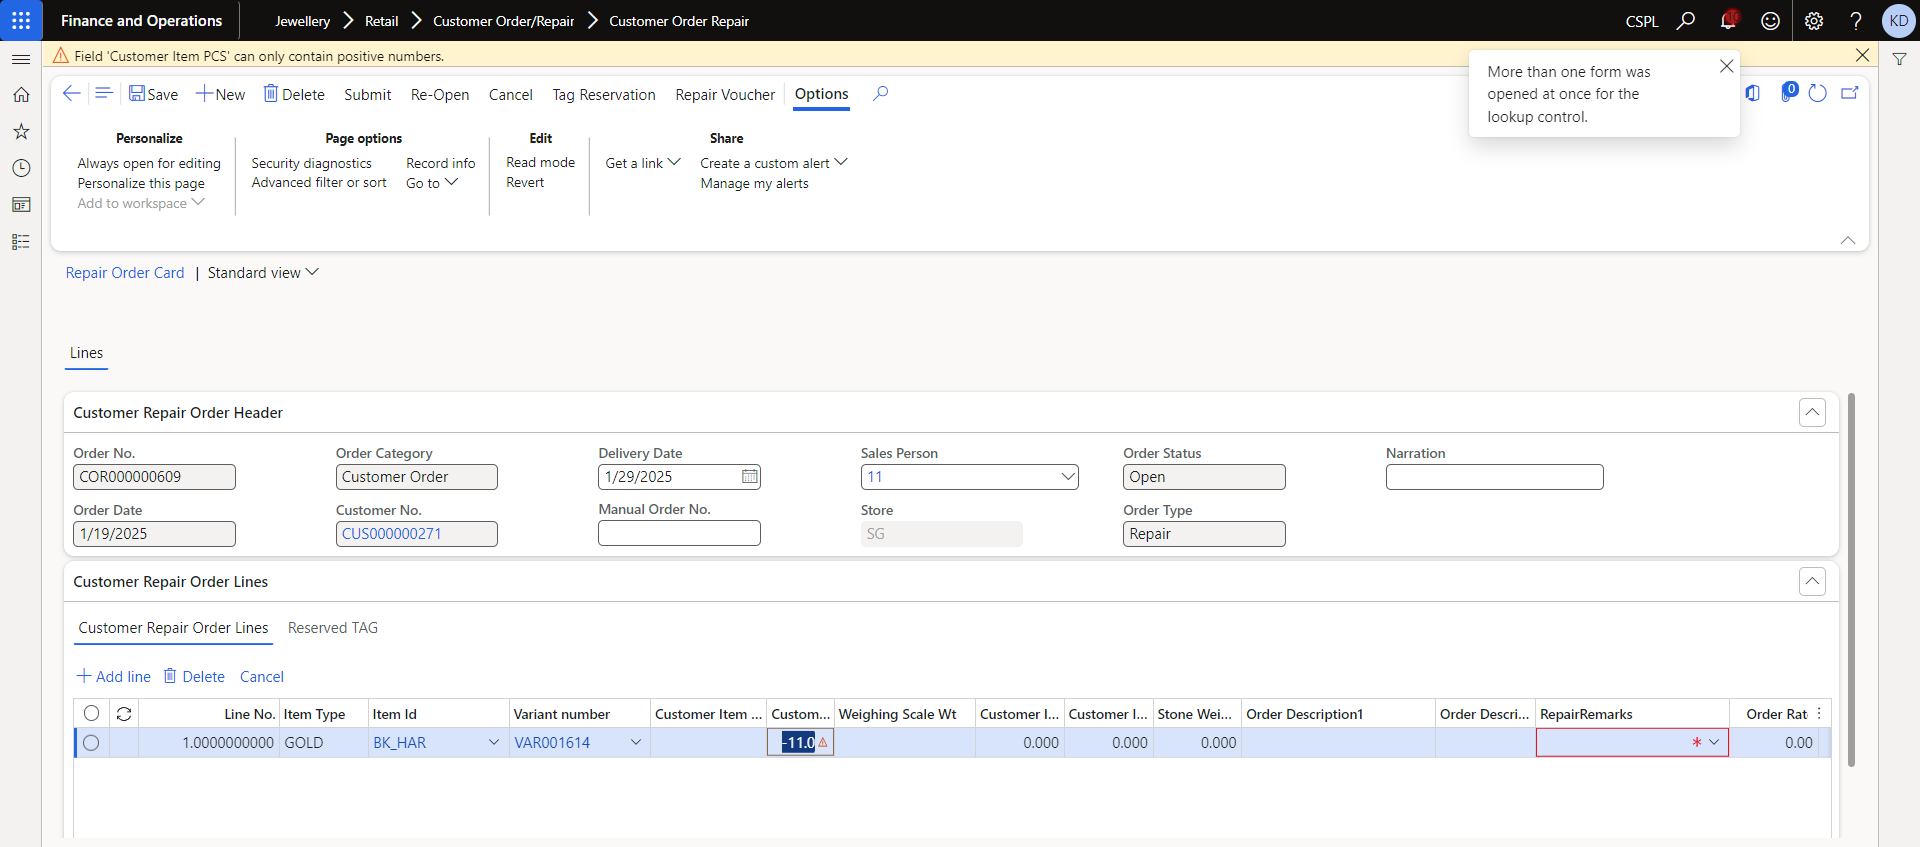 Finance and Operations
Jewellery Retail Customer Order/Repair Customer Order Repair
CSPL
KD
Field 'Customer Item PCS' can only contain positive numbers.
More than one form was
opened at once for the
lookup control.
Save New Delete Submit Re-Open Cancel Tag Reservation Repair Voucher Options
0
Personalize
Always open for editing
Personalize this page
Add to workspace
Page options
Security diagnostics
Advanced filter or sort
Record info
Go to
Edit
Read mode
Revert
Get a link
Share
Create a custom alert
Manage my alerts
Repair Order Card | Standard view
Lines
Customer Repair Order Header
Order No. Order Category Delivery Date Sales Person Order Status Narration
COR000000609 Customer Order 1/29/2025 11 Open
Order Date Customer No. Manual Order No. Store Order Type
1/19/2025 CUS000000271 SG Repair
Customer Repair Order Lines
Customer Repair Order Lines Reserved TAG
Add line Delete Cancel
Line No. Item Type Item Id Variant number Customer Item ... Custom... Weighing Scale Wt Customer I... Customer I... Stone Wei... Order Description1 Order Descri... RepairRemarks Order Rat
1.0000000000 GOLD BK_HAR VAR001614 -11.0 0.000 0.000 0.000 * 0.00